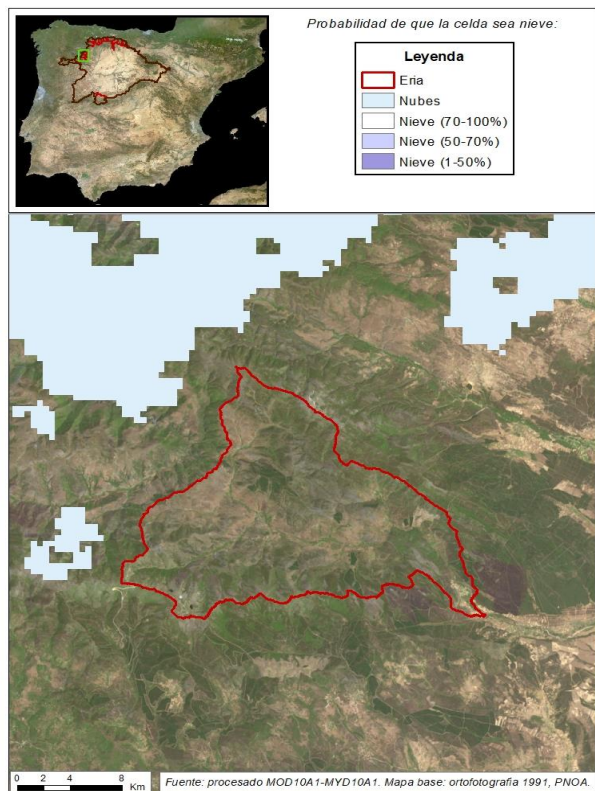 Probabilidad de que la celda sea nieve:
Leyenda
Eria
Nubes
Nieve (70-100%)
Nieve (50-70%)
Nieve (1-50%)
0 2 4 8
Km
Fuente: procesado MOD10A1-MYD10A1. Mapa base: ortofotografia 1991, PNOA.